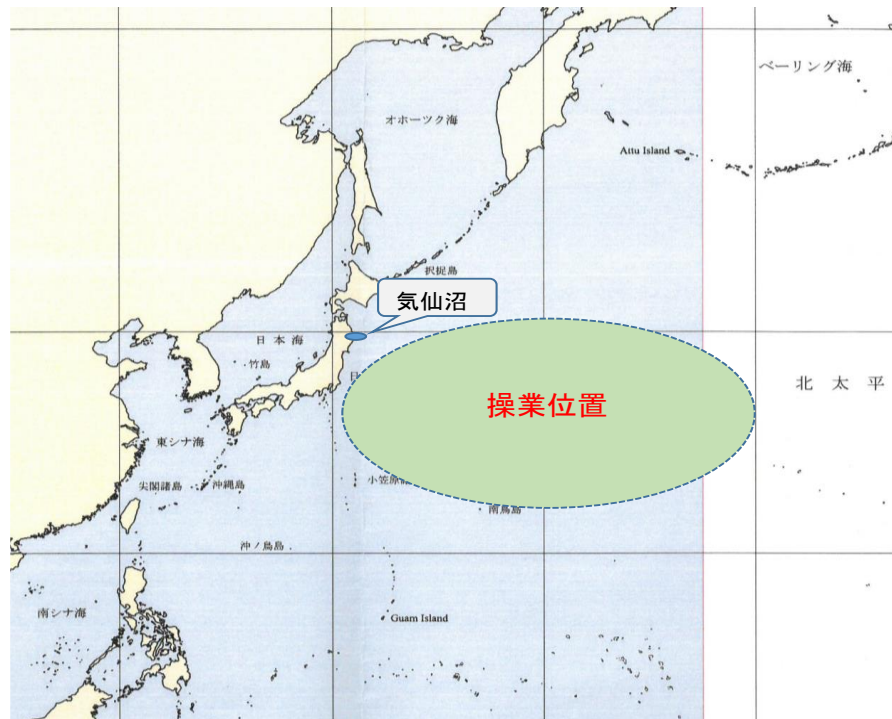 ベーリング海
オホーツク海
Attu Island
択捉島
気仙沼
日本海
竹島
日
操業位置
北太平
東シナ海
小笠原
尖閣諸島
沖縄島
南鳥島
沖ノ鳥島
南シナ海
Guam Island